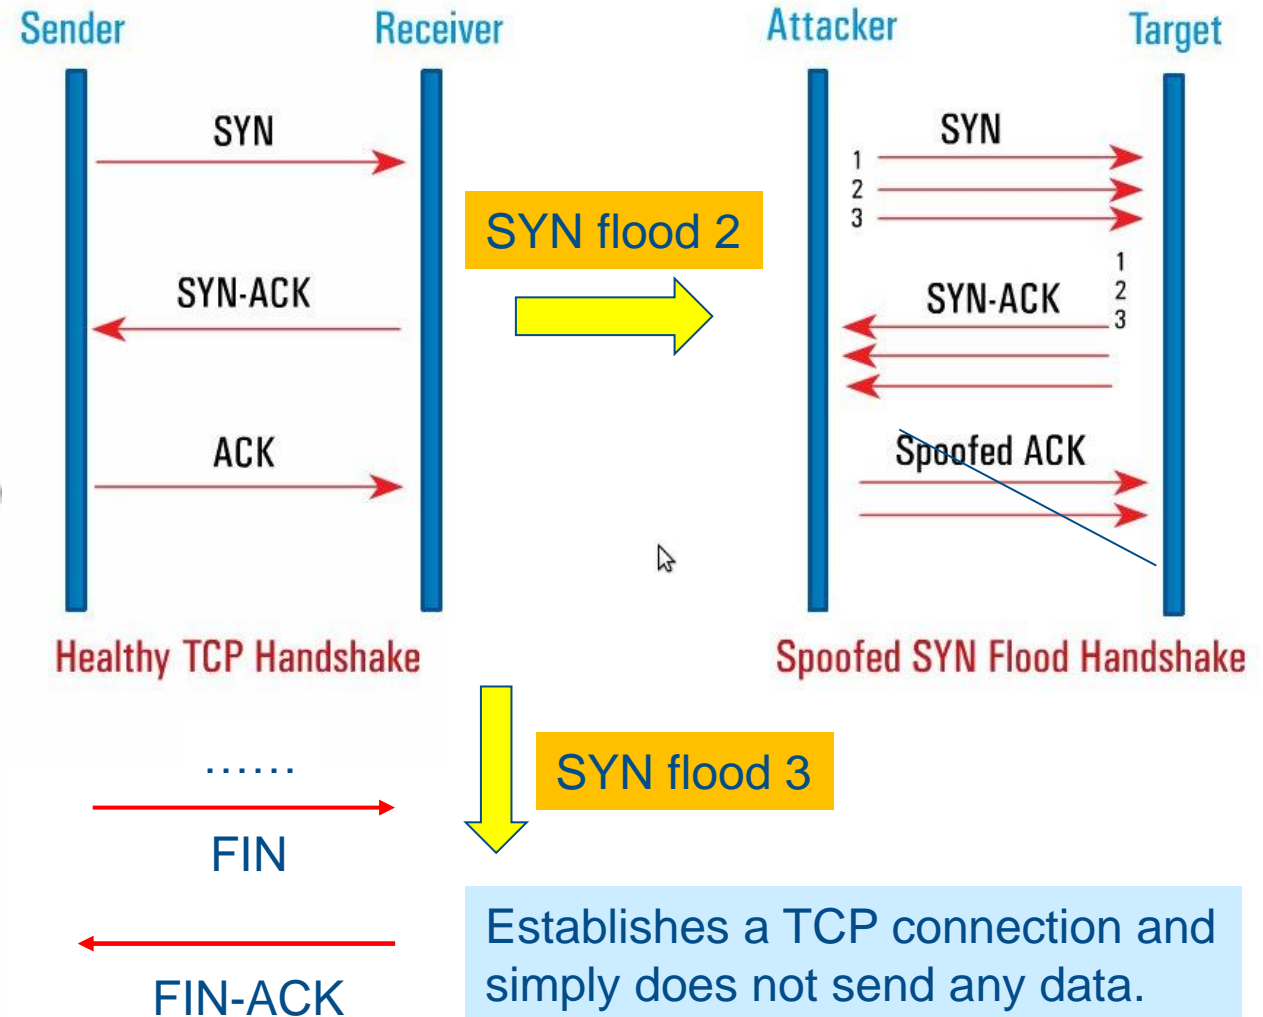 Sender
Receiver
SYN
SYN-ACK
ACK
Healthy TCP Handshake
......
FIN
FIN-ACK
SYN flood 2
Attacker
Target
SYN
1
2
3
SYN-ACK
1
2
3
Spoofed ACK
Spoofed SYN Flood Handshake
SYN flood 3
Establishes a TCP connection and
simply does not send any data.